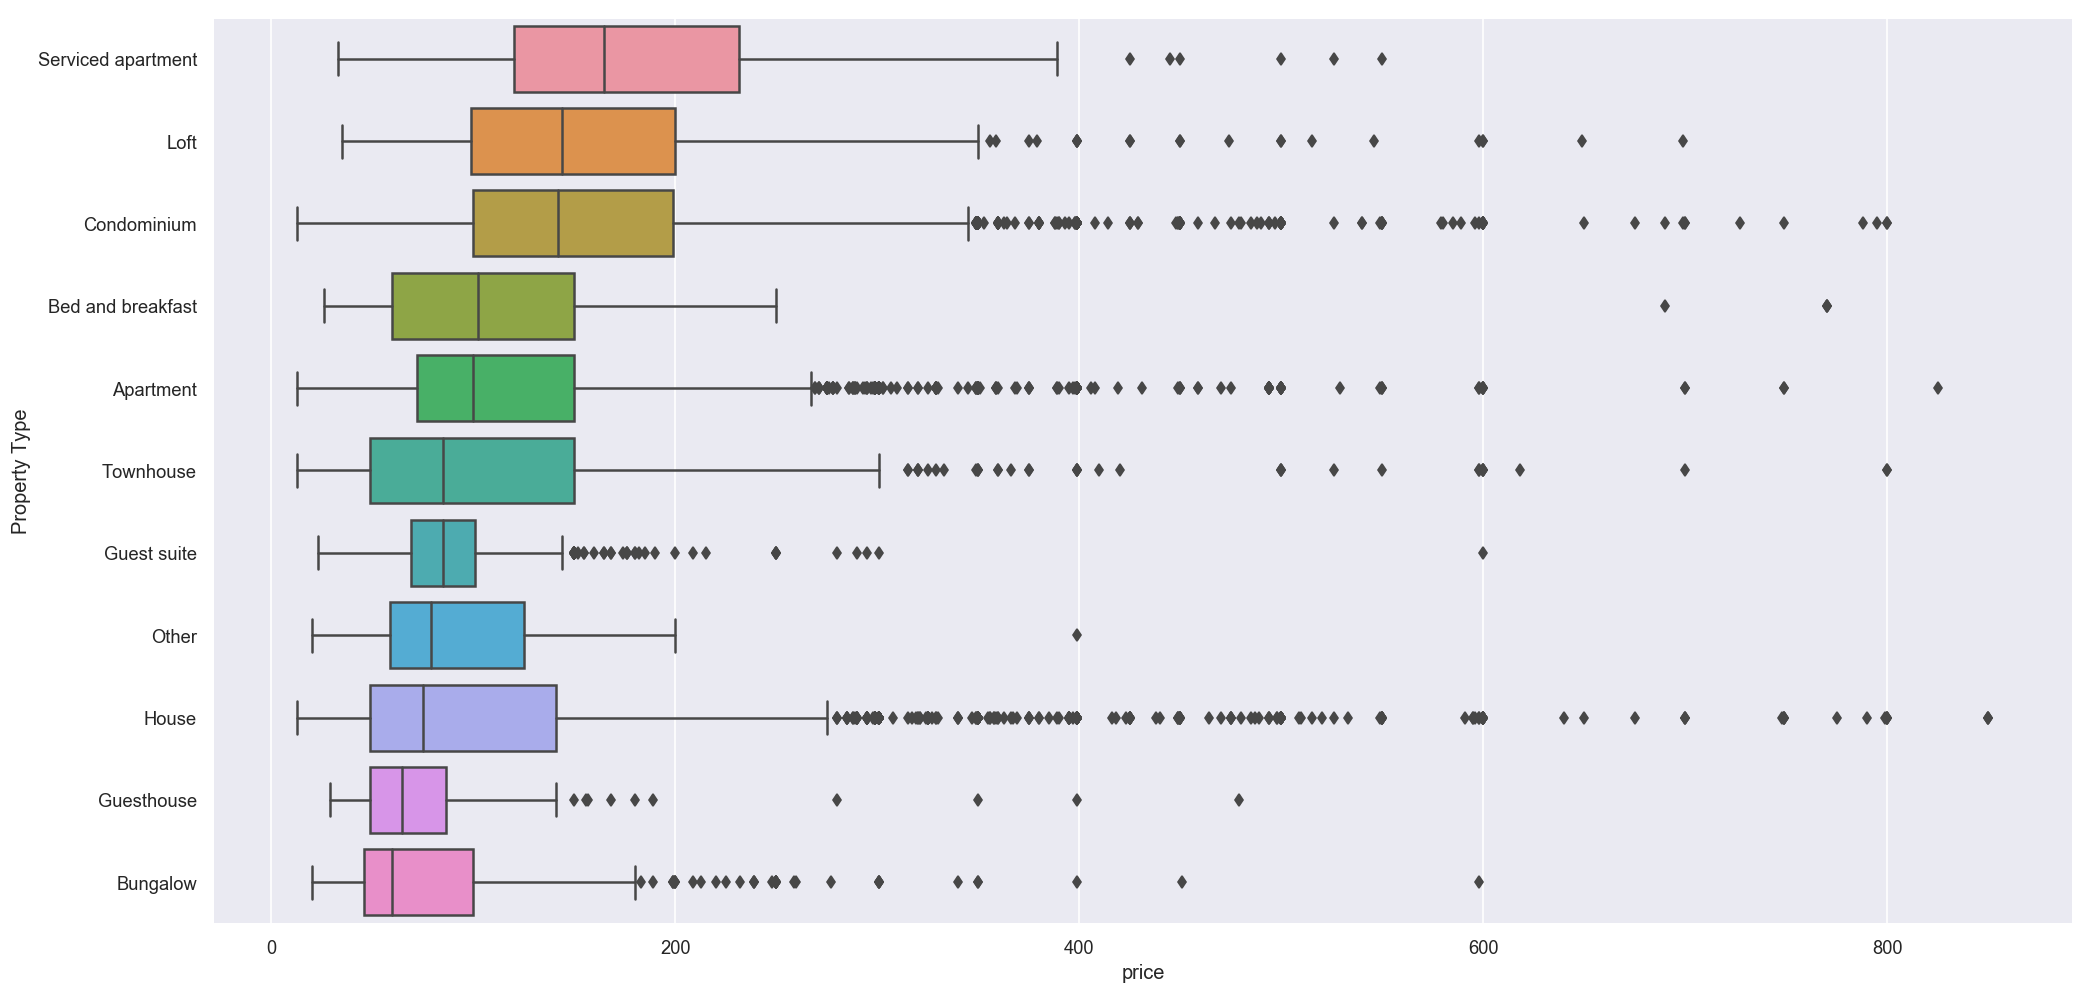 Serviced apartment
Loft
Condominium
Bed and breakfast
Apartment
Townhouse
Guest suite
Other
House
Guesthouse
Bungalow
Property Type
0 200 400 600 800
price